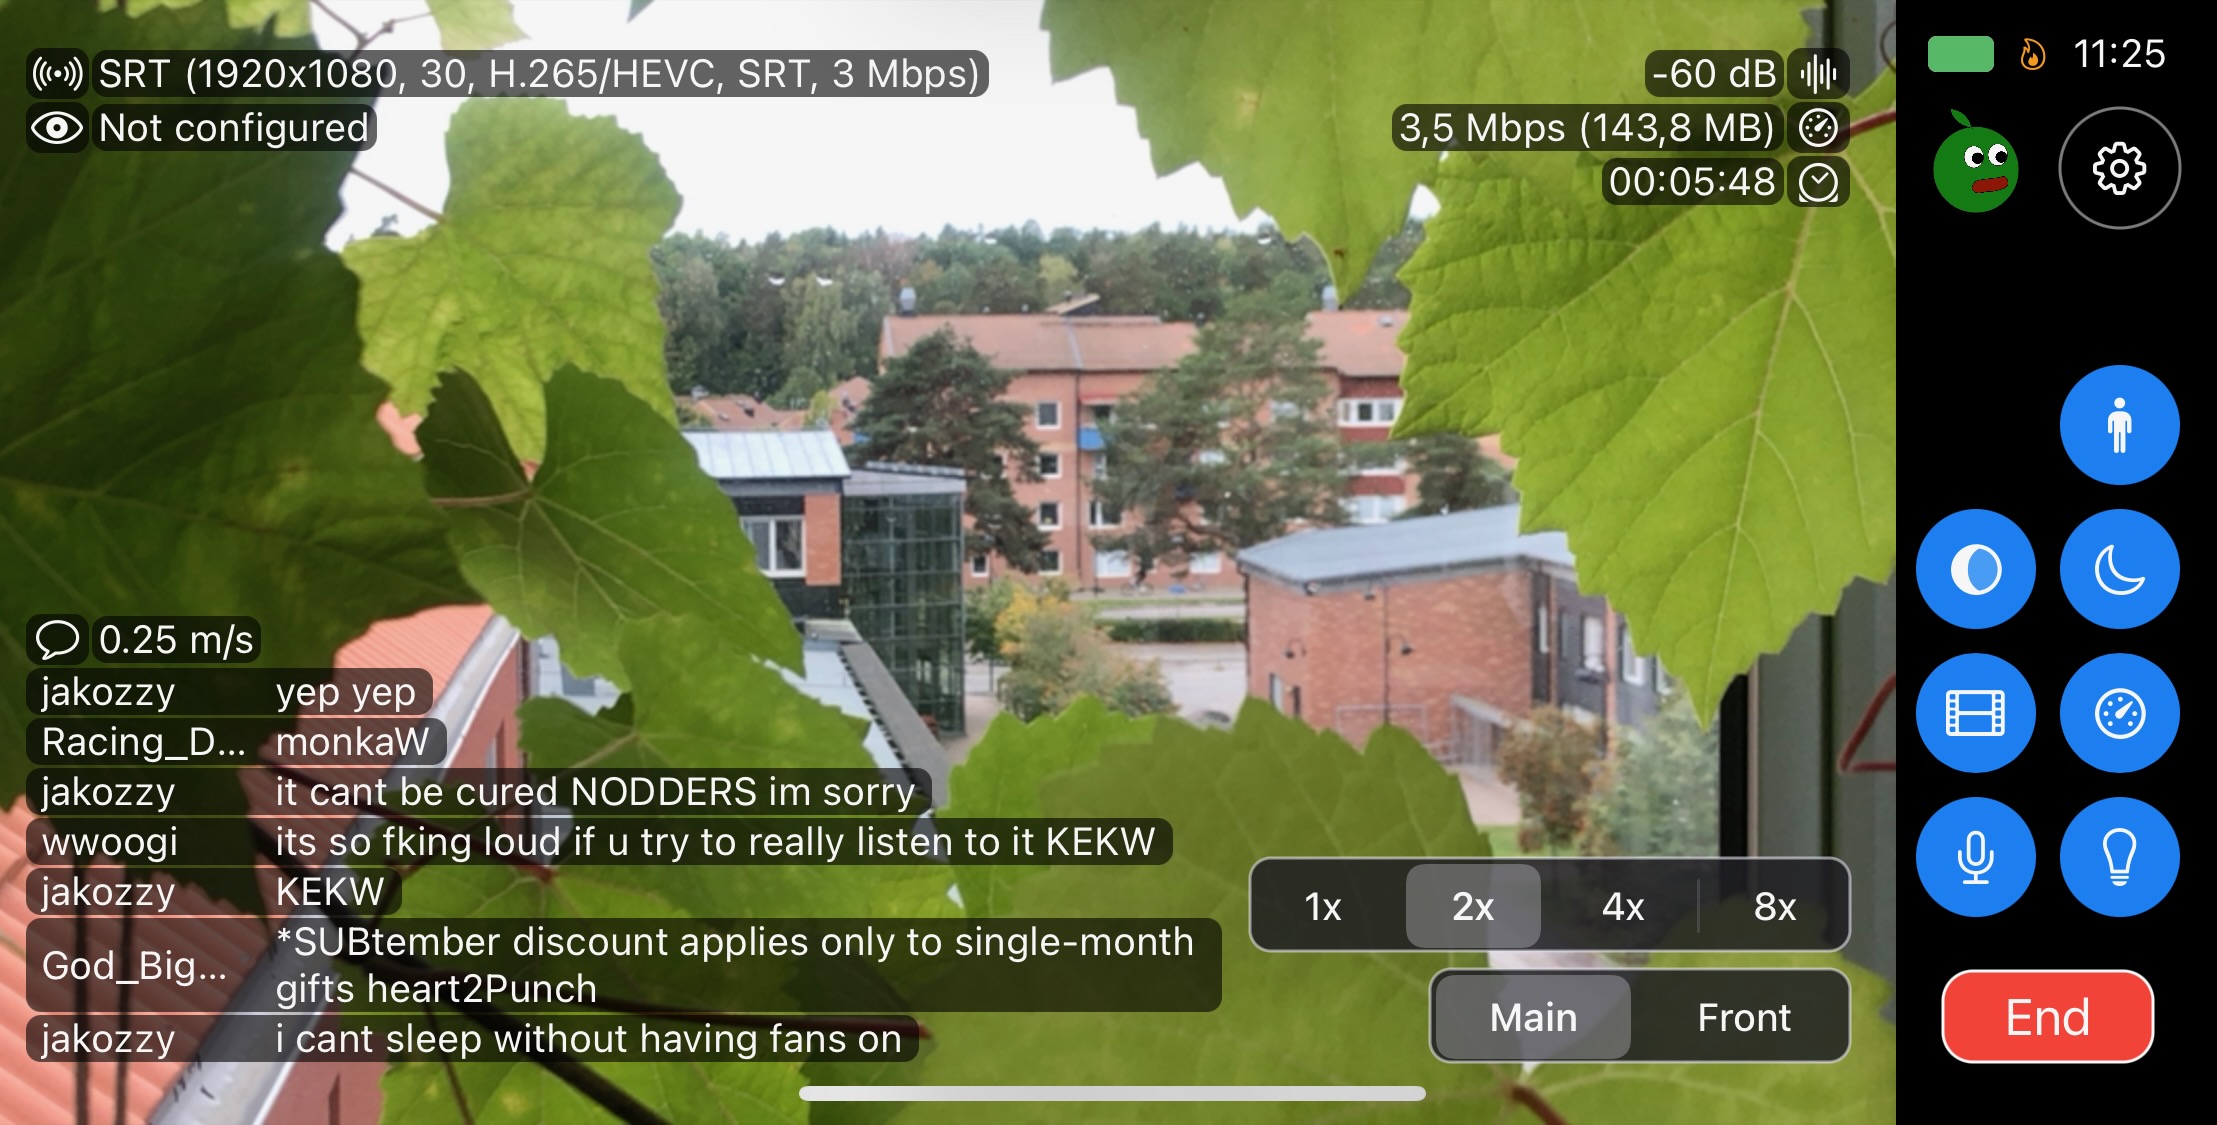 SRT (1920x1080, 30, H.265/HEVC, SRT, 3 Mbps)
Not configured
-60 dB
3,5 Mbps (143,8 MB)
00:05:48
11:25
0.25 m/s
jakozzy yep yep
Racing_D... monkaW
jakozzy it cant be cured NODDERS im sorry
wwoogi its so fking loud if u try to really listen to it KEKW
jakozzy KEKW
God_Big... *SUBtember discount applies only to single-month
gifts heart2Punch
jakozzy i cant sleep without having fans on
1x 2x 4x 8x
Main Front
End